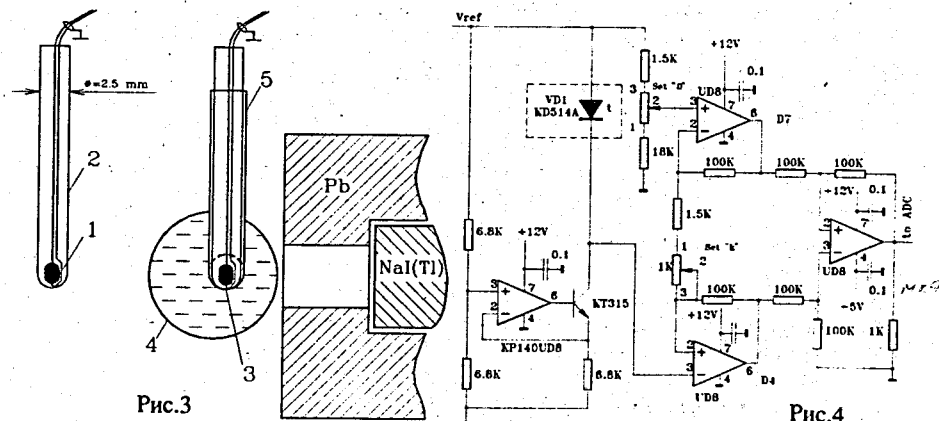 ø=2.5 mm
1
2
5
Pb
NaI(Tl)
4
3
Рис.3
Vref
+12V
1.5K
0.1
3
Set "0"
2
UD8
VD1
KD514A
t
3
7
6
D7
2
4
1
18K
100K
100K
100K
1.5K
+12V
0.1
7
to ADC
6.8K
+12V
0.1
1
Set "k"
1K
2
UD8
0.1
3
7
6
KT315
3
100K
100K
-5V
2
4
+12V
100K
1K
KP140UD8
7
2
6
6.8K
6.8K
3
4
D4
UD8
Рис.4